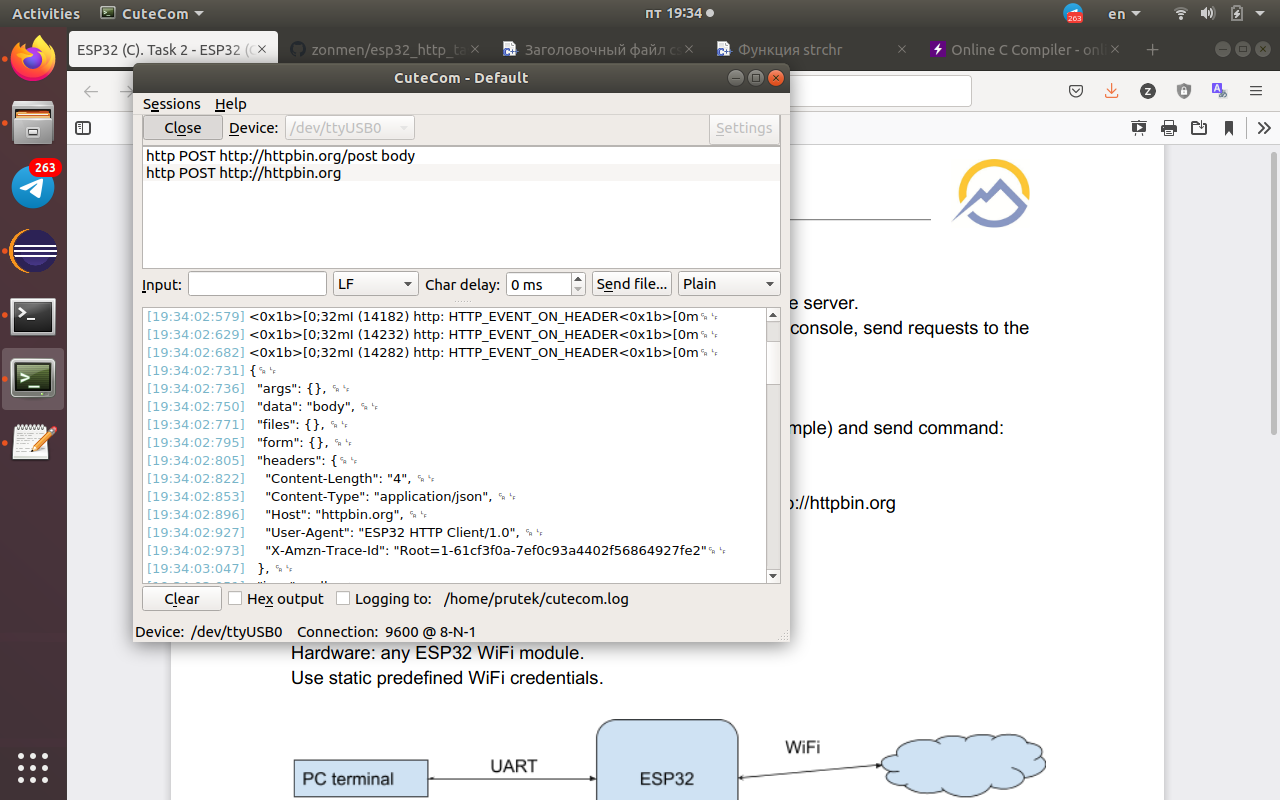 Activities
CuteCom
пт 19:34
263
en
ESP32 (C). Task 2 - ESP32 (
zonmen/esp32_http_ta
Заголовочный файл cs
Функция strchr
Online C Compiler - onl
CuteCom - Default
Sessions Help
Close Device: /dev/ttyUSB0 Settings
http POST http://httpbin.org/post body
http POST http://httpbin.org
Input: LF Char delay: 0 ms Send file... Plain
[19:34:02:579] <0x1b>[0;32mI (14182) http: HTTP_EVENT_ON_HEADER<0x1b>[0m
[19:34:02:629] <0x1b>[0;32mI (14232) http: HTTP_EVENT_ON_HEADER<0x1b>[0m
[19:34:02:682] <0x1b>[0;32mI (14282) http: HTTP_EVENT_ON_HEADER<0x1b>[0m
[19:34:02:731] {
[19:34:02:736] "args": {},
[19:34:02:750] "data": "body",
[19:34:02:771] "files": {},
[19:34:02:795] "form": {},
[19:34:02:805] "headers": {
[19:34:02:822] "Content-Length": "4",
[19:34:02:853] "Content-Type": "application/json",
[19:34:02:896] "Host": "httpbin.org",
[19:34:02:927] "User-Agent": "ESP32 HTTP Client/1.0",
[19:34:02:973] "X-Amzn-Trace-Id": "Root=1-61cf3f0a-7ef0c93a4402f56864927fe2"
[19:34:03:047] },
Clear Hex output Logging to: /home/prutek/cutecom.log
Device: /dev/ttyUSB0 Connection: 9600 @ 8-N-1
263
e server.
console, send requests to the
mple) and send command:
p://httpbin.org
Hardware: any ESP32 WiFi module.
Use static predefined WiFi credentials.
PC terminal
UART
ESP32
WiFi